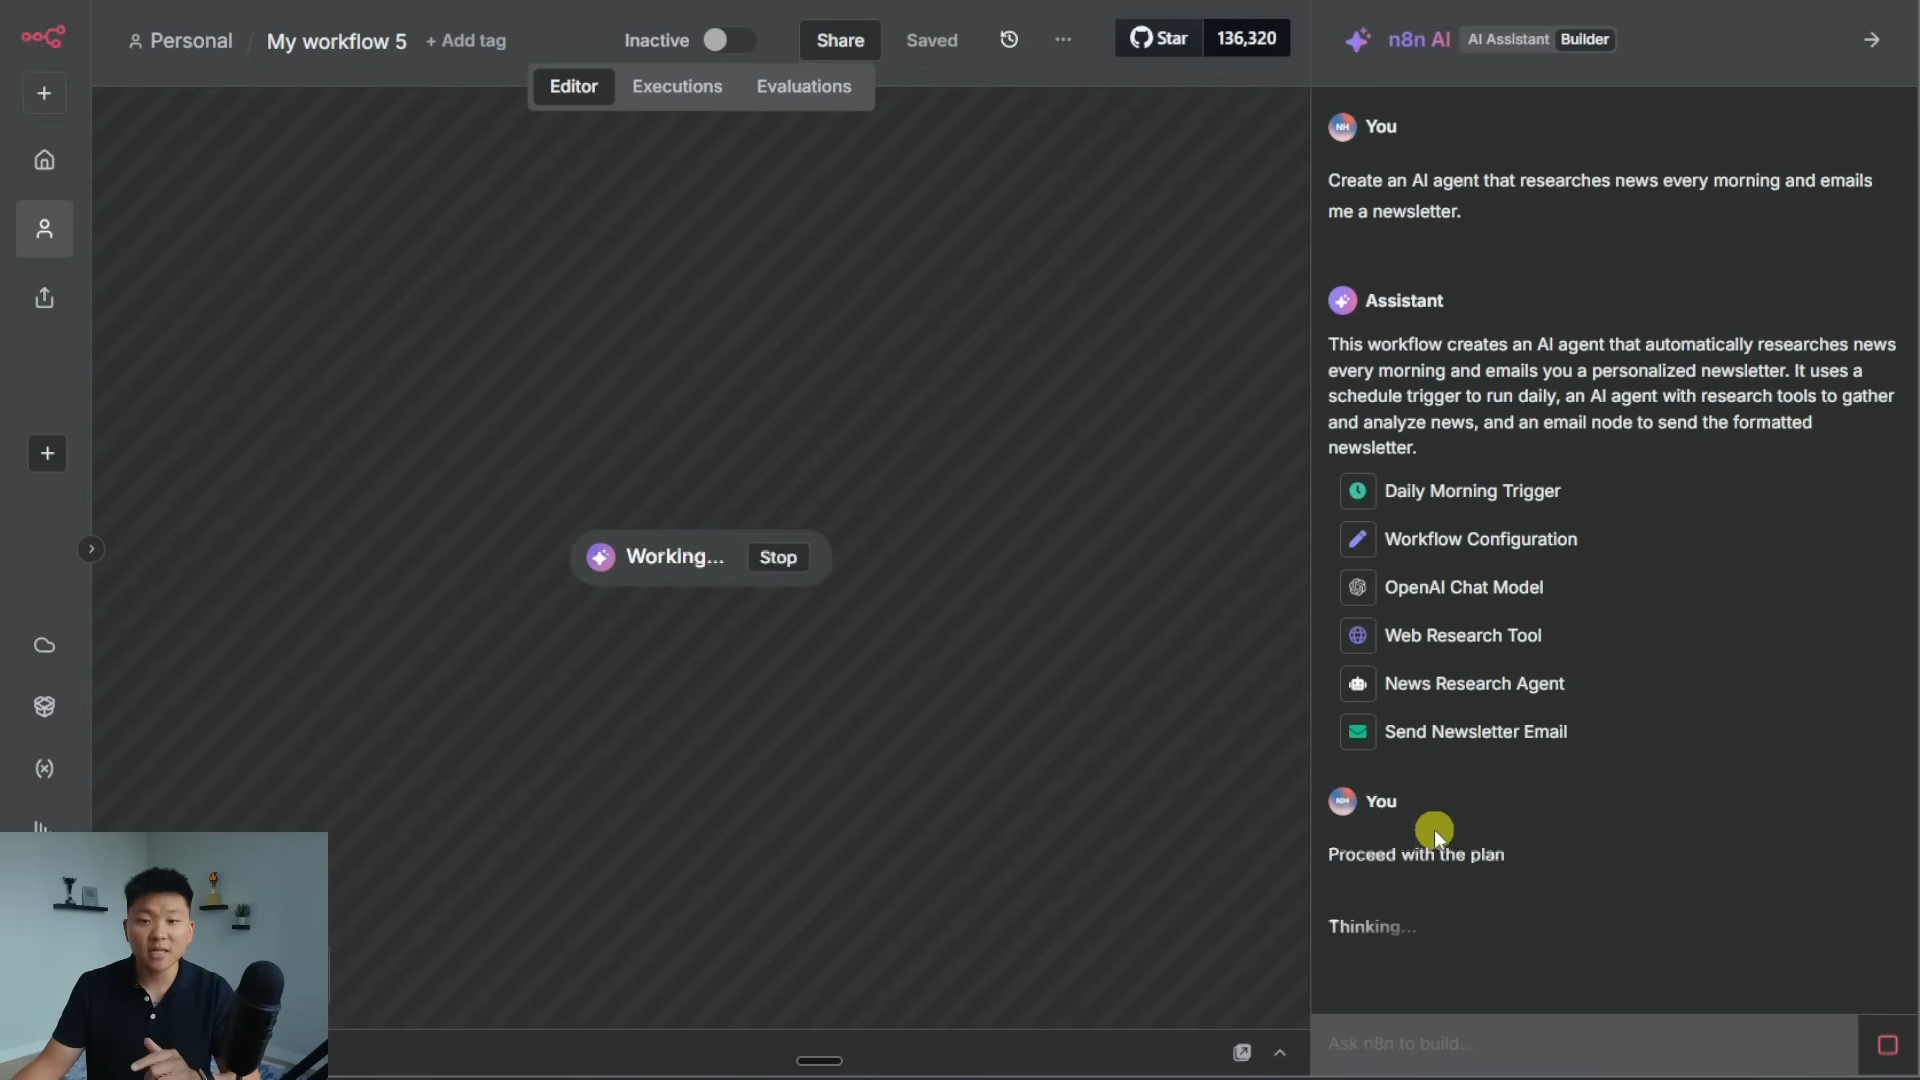 Personal / My workflow 5 + Add tag
Inactive
Share
Saved
Star 136,320
Editor Executions Evaluations
Working...
Stop
n8n AI
AI Assistant Builder
NH You
Create an AI agent that researches news every morning and emails
me a newsletter.
Assistant
This workflow creates an AI agent that automatically researches news
every morning and emails you a personalized newsletter. It uses a
schedule trigger to run daily, an AI agent with research tools to gather
and analyze news, and an email node to send the formatted
newsletter.
Daily Morning Trigger
Workflow Configuration
OpenAI Chat Model
Web Research Tool
News Research Agent
Send Newsletter Email
NH You
Proceed with the plan
Thinking...
Ask n8n to build...